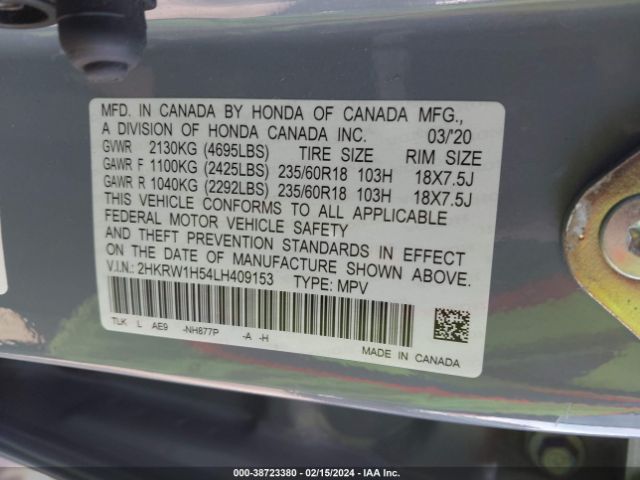 MFD. IN CANADA BY HONDA OF CANADA MFG.,
A DIVISION OF HONDA CANADA INC. 03/'20
GVWR 2130KG (4695LBS) TIRE SIZE RIM SIZE
GAWR F 1100KG (2425LBS) 235/60R18 103H 18X7.5J
GAWR R 1040KG (2292LBS) 235/60R18 103H 18X7.5J
THIS VEHICLE CONFORMS TO ALL APPLICABLE
FEDERAL MOTOR VEHICLE SAFETY
AND THEFT PREVENTION STANDARDS IN EFFECT
ON THE DATE OF MANUFACTURE SHOWN ABOVE.
V.I.N.: 2HKRW1H54LH409153 TYPE: MPV
TLK L AE9 -NH877P -A -H
MADE IN CANADA
000-38723380 - 02/15/2024 - IAA Inc.